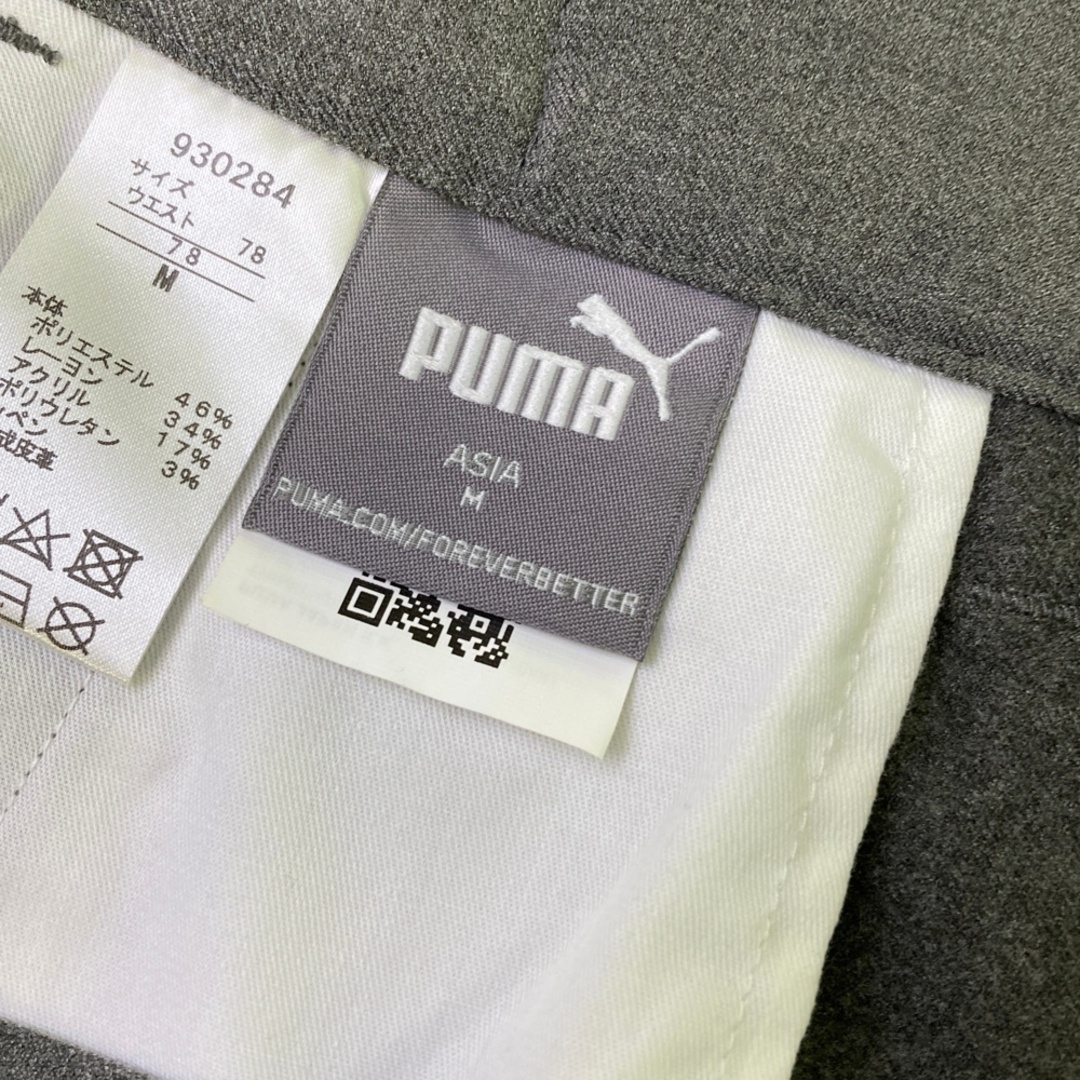 930284
サイズ
ウエスト 78
78
M
本体
ポリエステル 46%
レーヨン 34%
アクリル 17%
ポリウレタン 3%
PUMA
ASIA
M
PUMA.COM/FOREVERBETTER